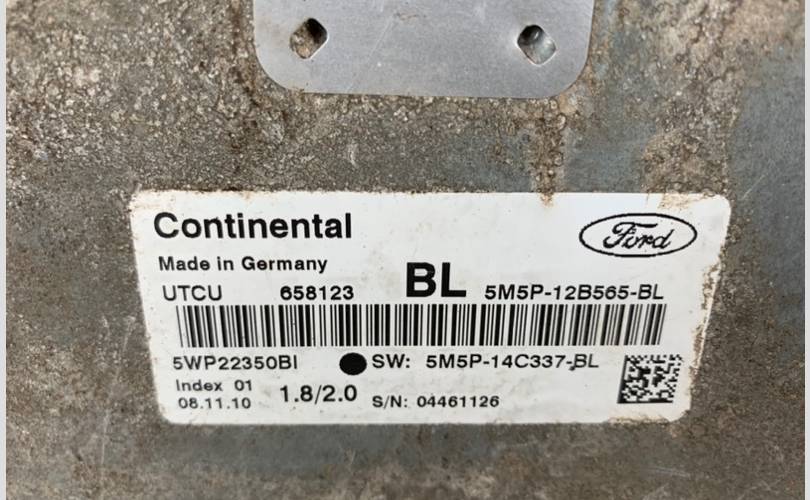 Continental Ford
Made in Germany
UTCU 658123 BL 5M5P-12B565-BL
5WP22350BI SW: 5M5P-14C337-BL
Index 01
08.11.10 1.8/2.0 S/N: 04461126